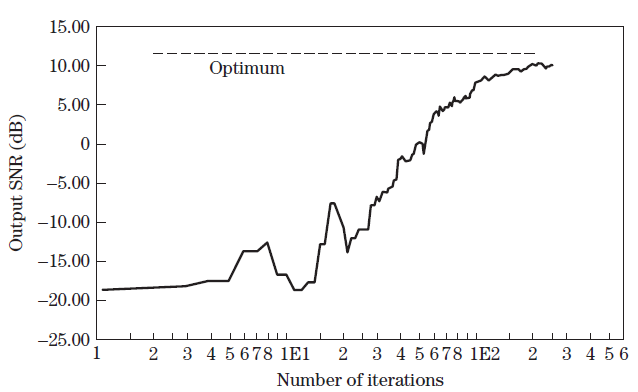 15.00
10.00
Optimum
5.00
0
−5.00
−10.00
−15.00
−20.00
−25.00
Output SNR (dB)
1 2 3 4 5 6 7 8 1E1 2 3 4 5 6 7 8 1E2 2 3 4 5 6
Number of iterations